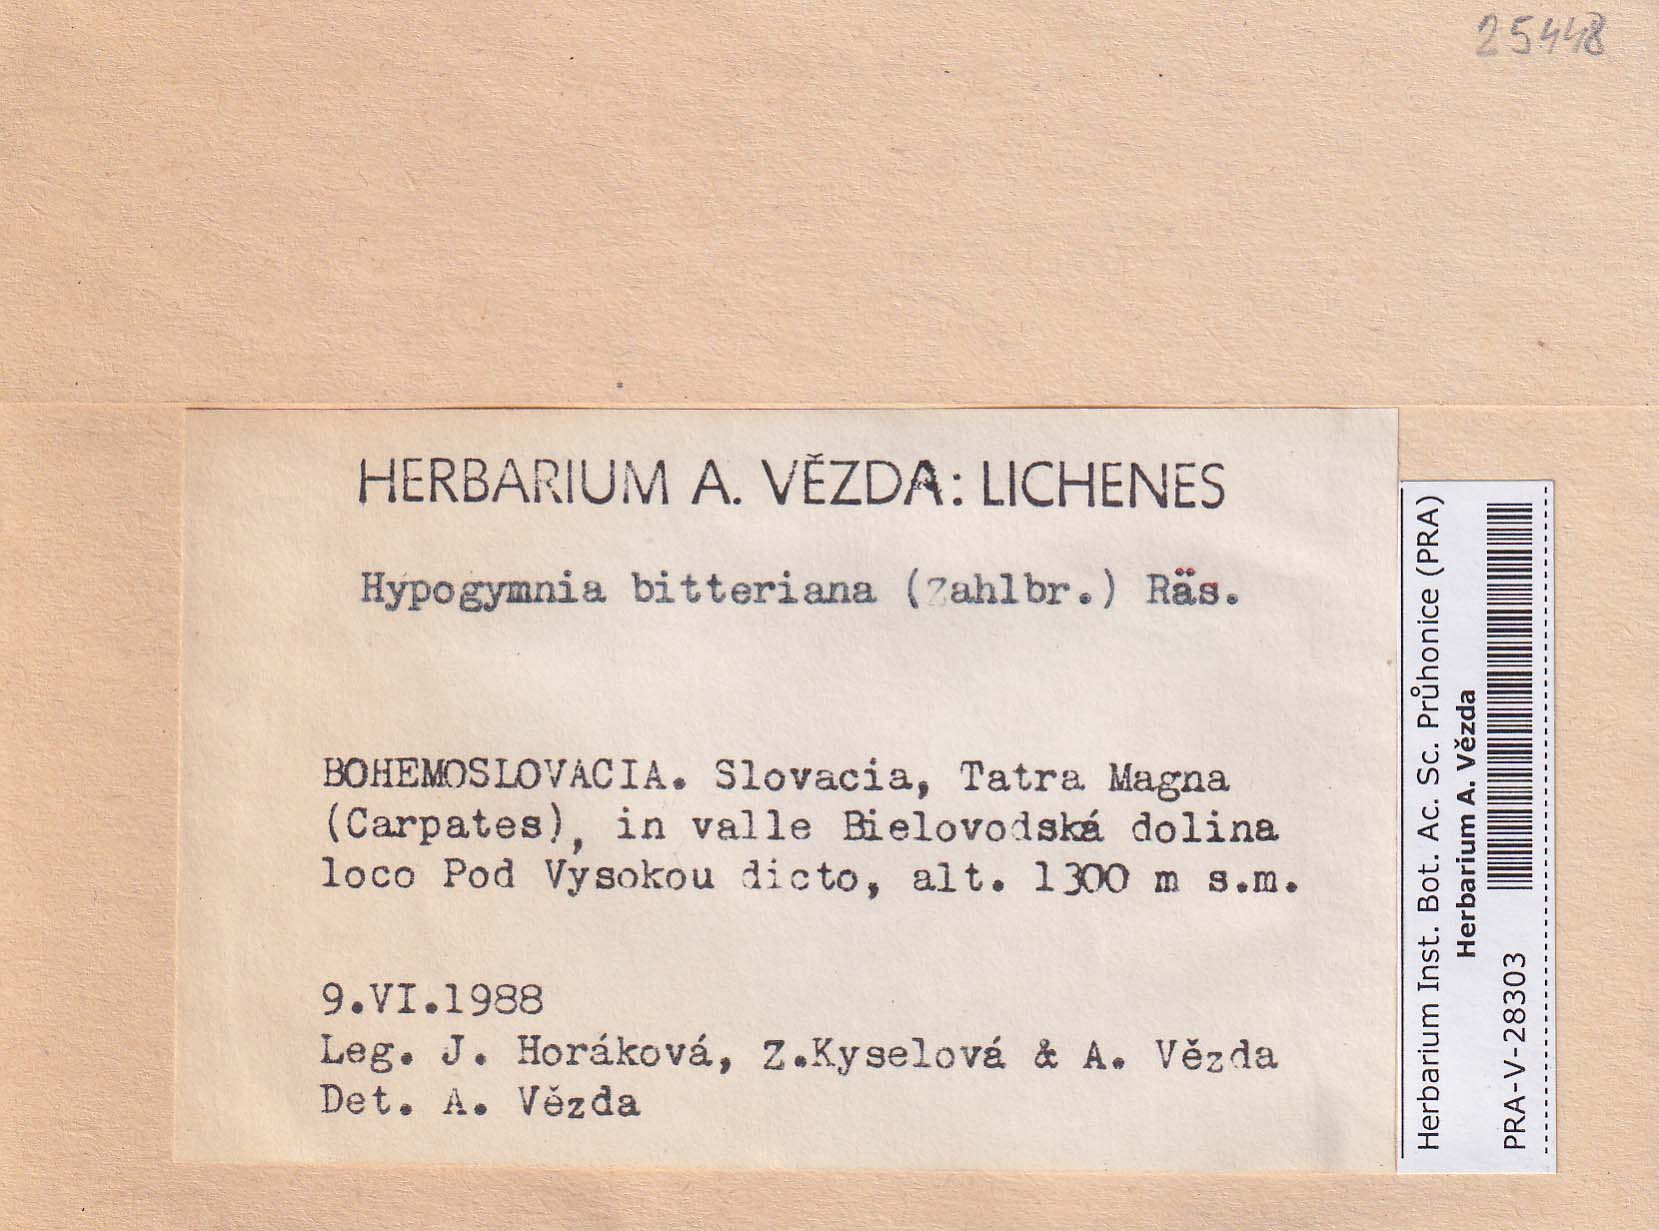 25448
HERBARIUM A. VĚZDA: LICHENES
Hypogymnia bitteriana (Zahlbr.) Räs.
BOHEMOSLOVACIA. Slovacia, Tatra Magna
(Carpates), in valle Bielovodská dolina
loco Pod Vysokou dicto, alt. 1300 m s.m.
9.VI.1988
Leg. J. Horáková, Z.Kyselová & A. Vězda
Det. A. Vězda
Herbarium Inst. Bot. Ac. Sc. Průhonice (PRA)
Herbarium A. Vězda
PRA-V-28303